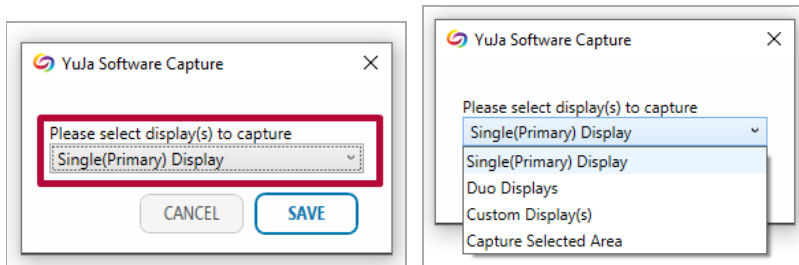 YuJa Software Capture
Please select display(s) to capture
Single(Primary) Display
CANCEL
SAVE
YuJa Software Capture
Please select display(s) to capture
Single(Primary) Display
Single(Primary) Display
Duo Displays
Custom Display(s)
Capture Selected Area